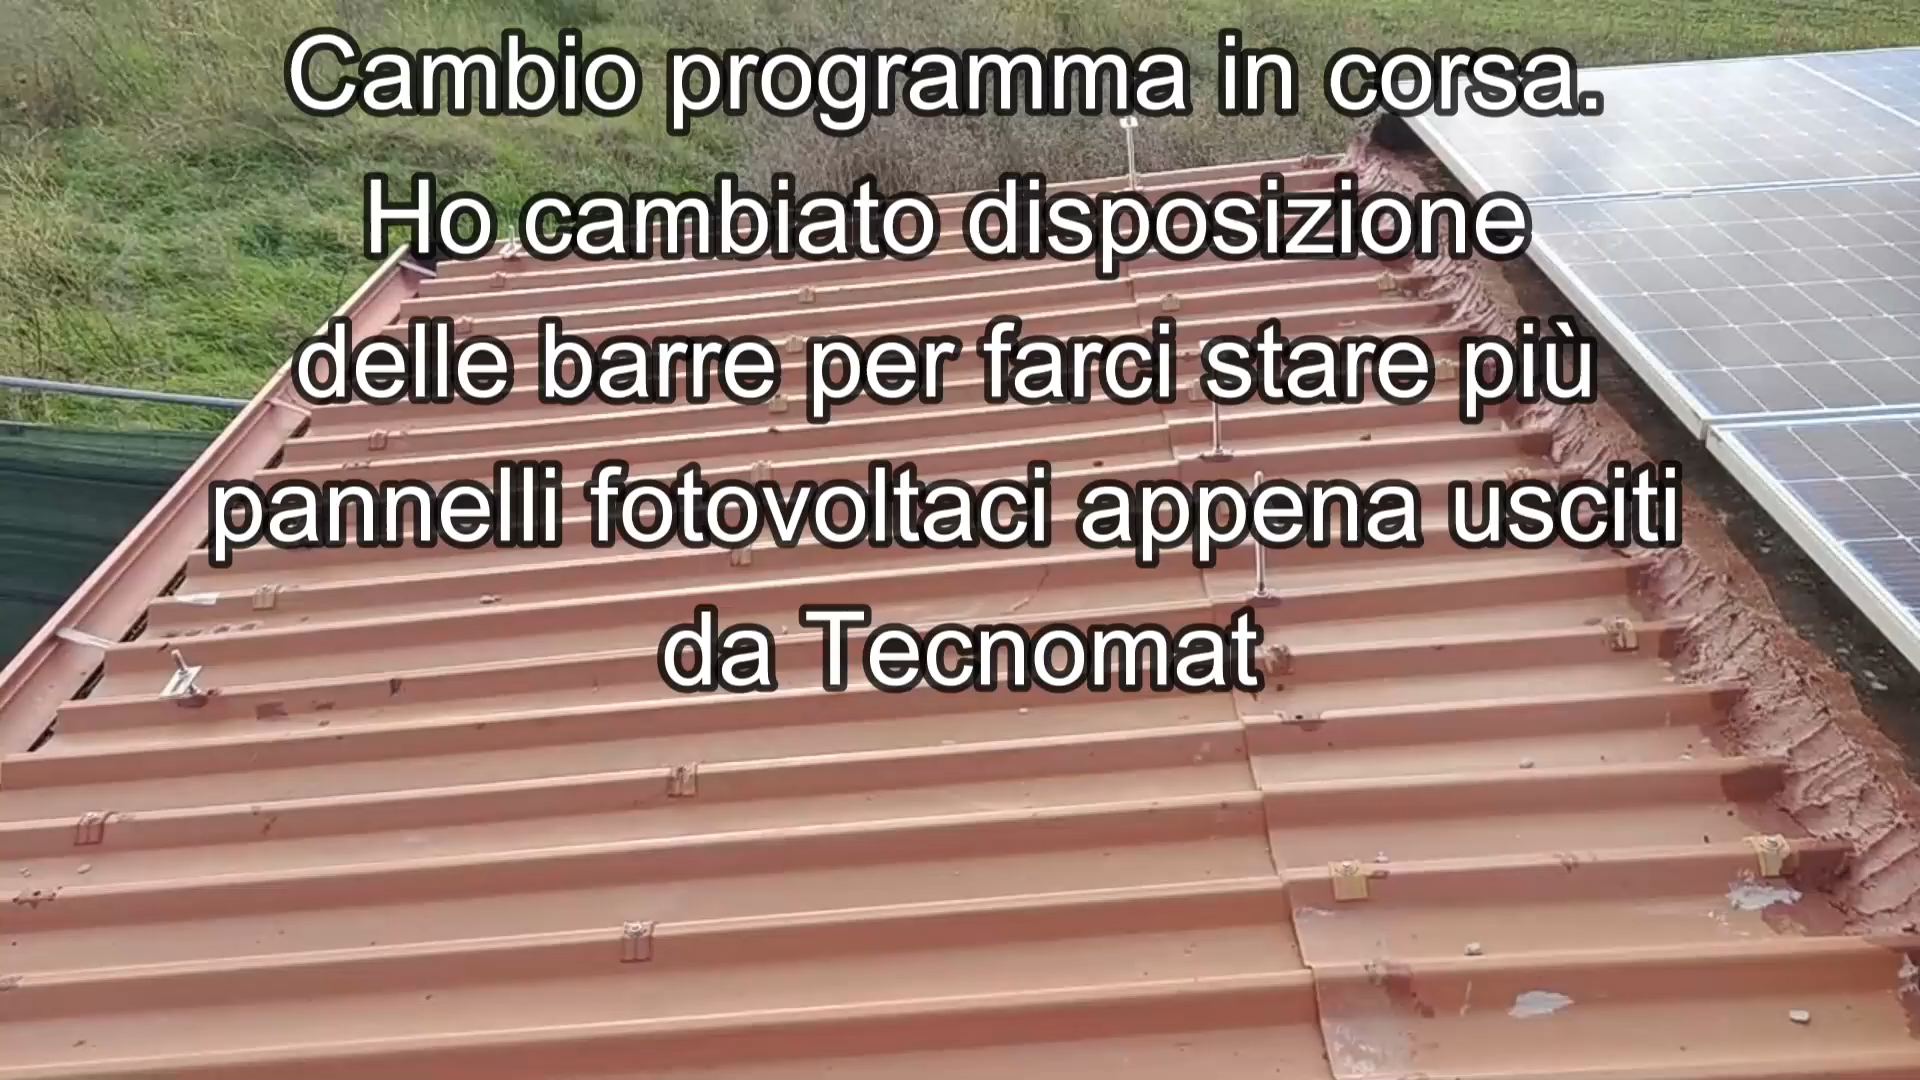 Cambio programma in corsa.
Ho cambiato disposizione
delle barre per farci stare più
pannelli fotovoltaci appena usciti
da Tecnomat